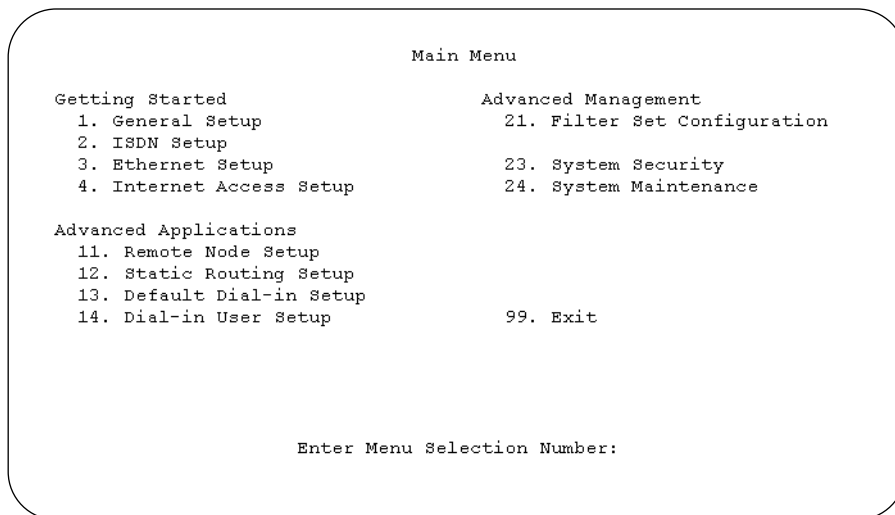 Main Menu
Getting Started Advanced Management
1. General Setup 21. Filter Set Configuration
2. ISDN Setup
3. Ethernet Setup 23. System Security
4. Internet Access Setup 24. System Maintenance
Advanced Applications
11. Remote Node Setup
12. Static Routing Setup
13. Default Dial-in Setup
14. Dial-in User Setup 99. Exit
Enter Menu Selection Number: